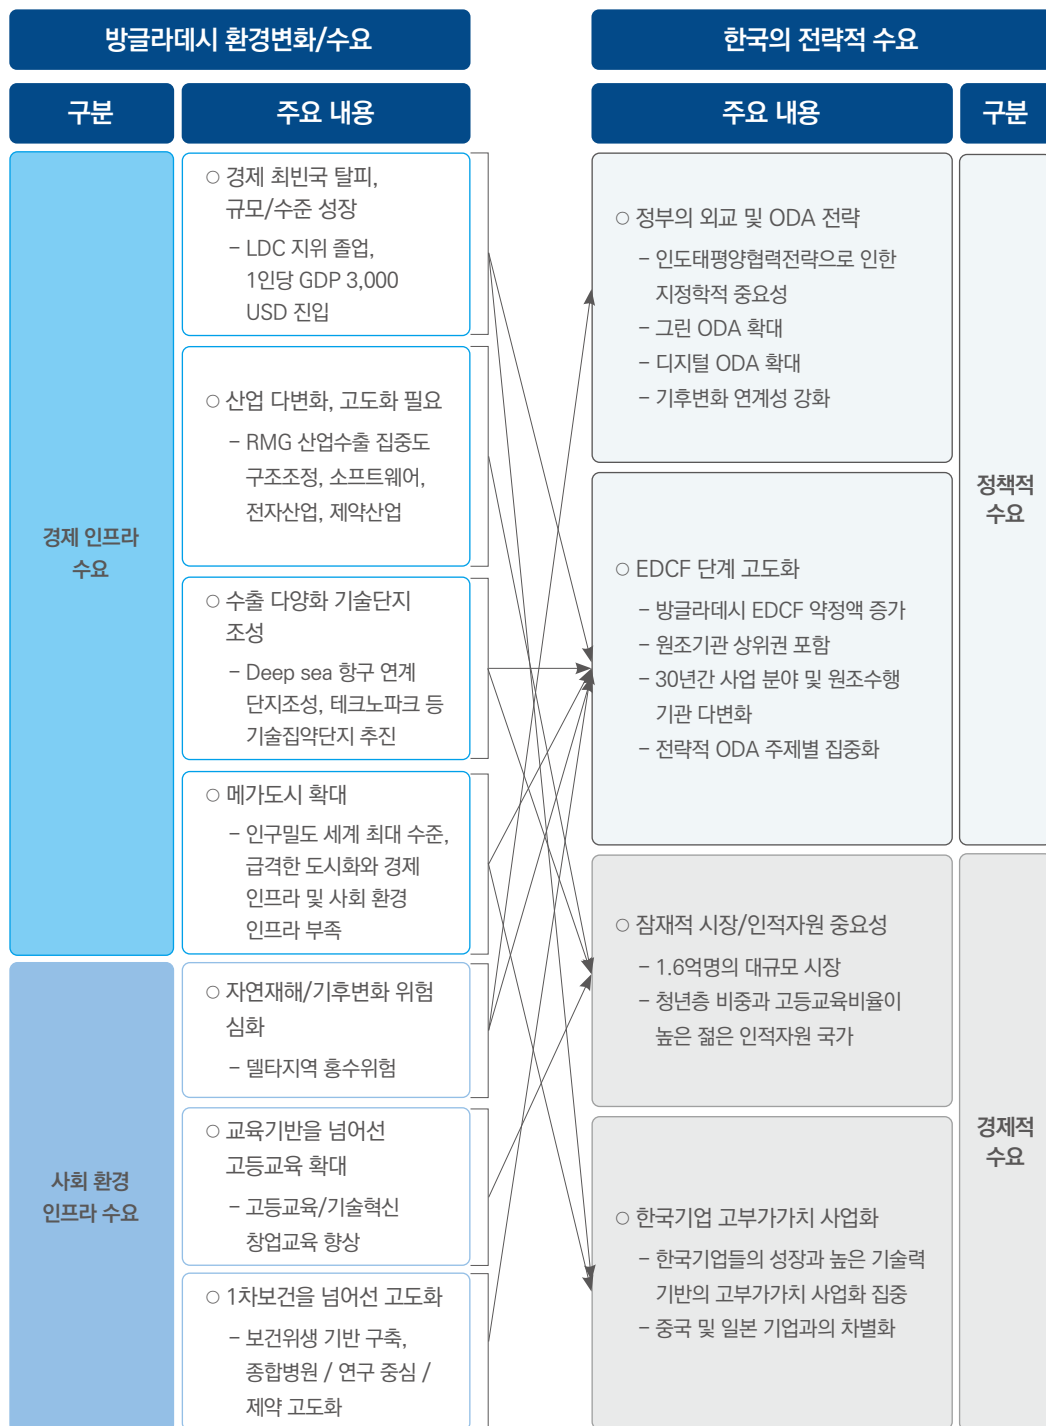 방글라데시 환경변화/수요
구분
주요 내용
경제 인프라
수요
○ 경제 최빈국 탈피,
규모/수준 성장
- LDC 지위 졸업,
1인당 GDP 3,000
USD 진입
○ 산업 다변화, 고도화 필요
- RMG 산업수출 집중도
구조조정, 소프트웨어,
전자산업, 제약산업
○ 수출 다양화 기술단지
조성
- Deep sea 항구 연계
단지조성, 테크노파크 등
기술집약단지 추진
○ 메가도시 확대
- 인구밀도 세계 최대 수준,
급격한 도시화와 경제
인프라 및 사회 환경
인프라 부족
사회 환경
인프라 수요
○ 자연재해/기후변화 위험
심화
- 델타지역 홍수위험
○ 교육기반을 넘어선
고등교육 확대
- 고등교육/기술혁신
창업교육 향상
○ 1차보건을 넘어선 고도화
- 보건위생 기반 구축,
종합병원 / 연구 중심 /
제약 고도화
한국의 전략적 수요
주요 내용
구분
○ 정부의 외교 및 ODA 전략
- 인도태평양협력전략으로 인한
지정학적 중요성
- 그린 ODA 확대
- 디지털 ODA 확대
- 기후변화 연계성 강화
○ EDCF 단계 고도화
- 방글라데시 EDCF 약정액 증가
- 원조기관 상위권 포함
- 30년간 사업 분야 및 원조수행
기관 다변화
- 전략적 ODA 주제별 집중화
정책적
수요
○ 잠재적 시장/인적자원 중요성
- 1.6억명의 대규모 시장
- 청년층 비중과 고등교육비율이
높은 젊은 인적자원 국가
○ 한국기업 고부가가치 사업화
- 한국기업들의 성장과 높은 기술력
기반의 고부가가치 사업화 집중
- 중국 및 일본 기업과의 차별화
경제적
수요